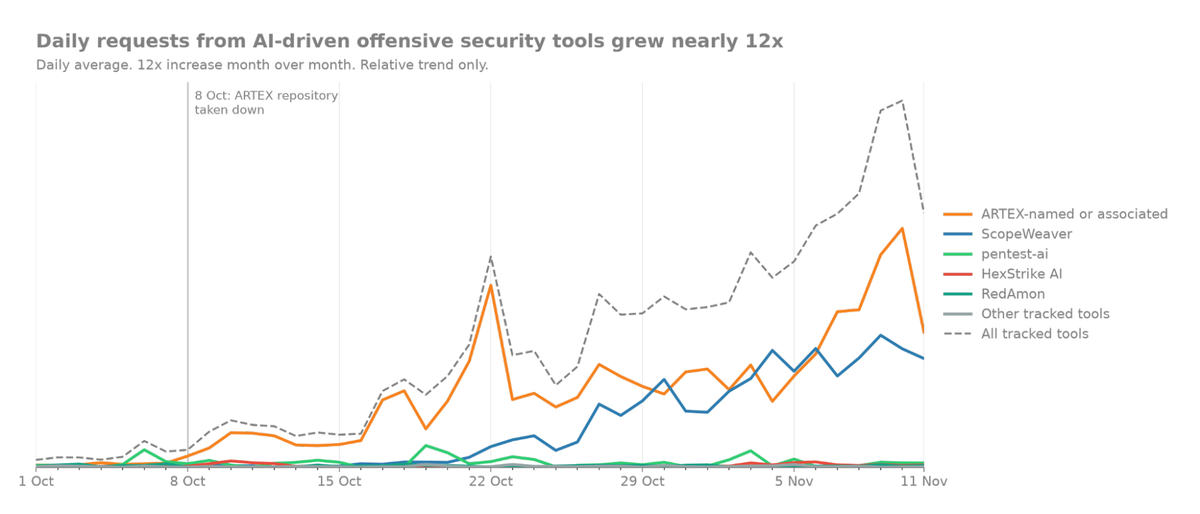 Daily requests from AI-driven offensive security tools grew nearly 12x
Daily average. 12x increase month over month. Relative trend only.
8 Oct: ARTEX repository
taken down
ARTEX-named or associated
ScopeWeaver
pentest-ai
HexStrike AI
RedAmon
Other tracked tools
All tracked tools
1 Oct
8 Oct
15 Oct
22 Oct
29 Oct
5 Nov
11 Nov